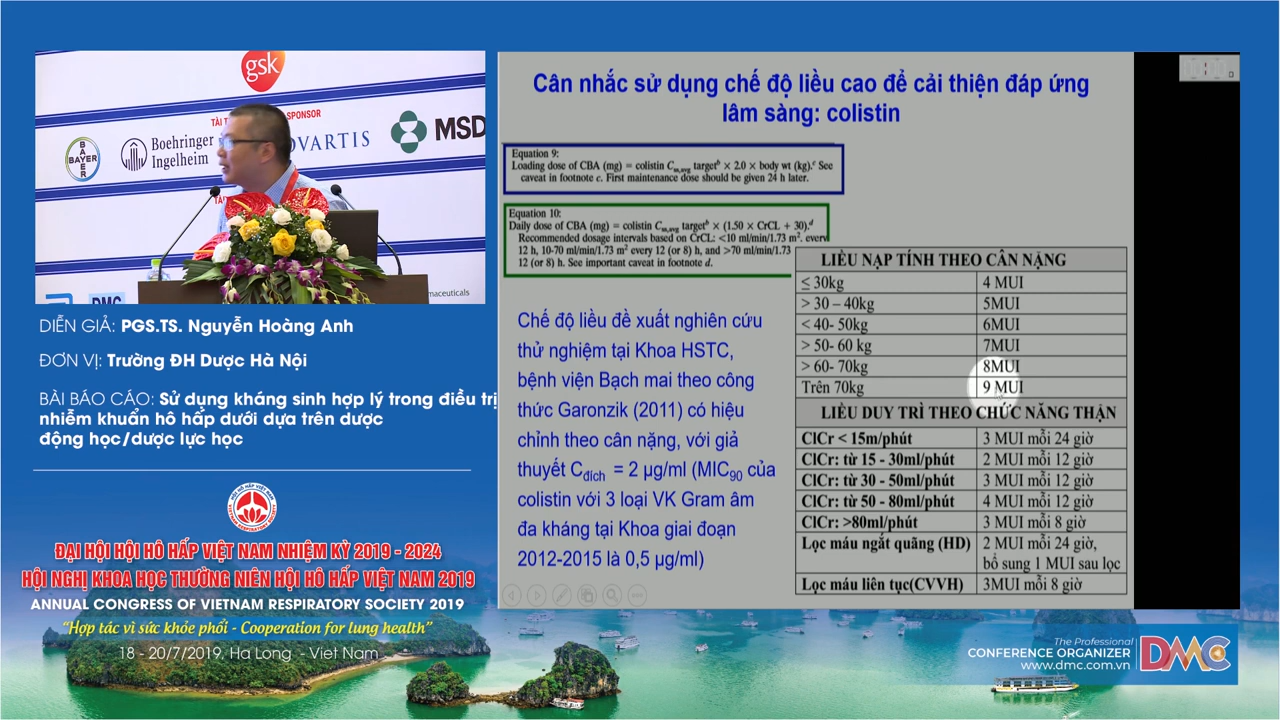 gsk
TÀI T
SPONSOR
BAYER
BAYER
Boehringer
Ingelheim
NOVARTIS
MSD
DMC
maceuticals
DIỄN GIẢ: PGS.TS. Nguyễn Hoàng Anh
ĐƠN VỊ: Trường ĐH Dược Hà Nội
BÀI BÁO CÁO: Sử dụng kháng sinh hợp lý trong điều trị
nhiễm khuẩn hô hấp dưới dựa trên dược
động học/dược lực học
HỘI HÔ HẤP VIỆT NAM
VIETNAM RESPIRATORY SOCIETY
ĐẠI HỘI HỘI HÔ HẤP VIỆT NAM NHIỆM KỲ 2019 - 2024
HỘI NGHỊ KHOA HỌC THƯỜNG NIÊN HỘI HÔ HẤP VIỆT NAM 2019
ANNUAL CONGRESS OF VIETNAM RESPIRATORY SOCIETY 2019
“Hợp tác vì sức khỏe phổi - Cooperation for lung health”
18 - 20/7/2019. Ha Long - Viet Nam
Cân nhắc sử dụng chế độ liều cao để cải thiện đáp ứng
lâm sàng: colistin
Equation 9:
Loading dose of CBA (mg) = colistin Css,avg targetb × 2.0 × body wt (kg).c See
caveat in footnote c. First maintenance dose should be given 24 h later.
Equation 10:
Daily dose of CBA (mg) = colistin Css,avg targetb × (1.50 × CrCL + 30).d
Recommended dosage intervals based on CrCL: <10 ml/min/1.73 m2, every
12 h, 10-70 ml/min/1.73 m2 every 12 (or 8) h, and >70 ml/min/1.73
12 (or 8) h. See important caveat in footnote d.
Chế độ liều đề xuất nghiên cứu
thử nghiệm tại Khoa HSTC,
bệnh viện Bạch mai theo công
thức Garonzik (2011) có hiệu
chỉnh theo cân nặng, với giả
thuyết Cđích = 2 µg/ml (MIC90 của
colistin với 3 loại VK Gram âm
đa kháng tại Khoa giai đoạn
2012-2015 là 0,5 µg/ml)
LIỀU NẠP TÍNH THEO CÂN NẶNG
≤ 30kg 4 MUI
> 30 – 40kg 5MUI
< 40- 50kg 6MUI
> 50- 60 kg 7MUI
> 60- 70kg 8MUI
Trên 70kg 9 MUI
LIỀU DUY TRÌ THEO CHỨC NĂNG THẬN
ClCr < 15m/phút 3 MUI mỗi 24 giờ
ClCr: từ 15 - 30ml/phút 2 MUI mỗi 12 giờ
ClCr: từ 30 - 50ml/phút 3 MUI mỗi 12 giờ
ClCr: từ 50 - 80ml/phút 4 MUI mỗi 12 giờ
ClCr: >80ml/phút 3 MUI mỗi 8 giờ
Lọc máu ngắt quãng (HD) 2 MUI mỗi 24 giờ,
bổ sung 1 MUI sau lọc
Lọc máu liên tục(CVVH) 3MUI mỗi 8 giờ
The Professional
CONFERENCE ORGANIZER
www.dmc.com.vn
DMC